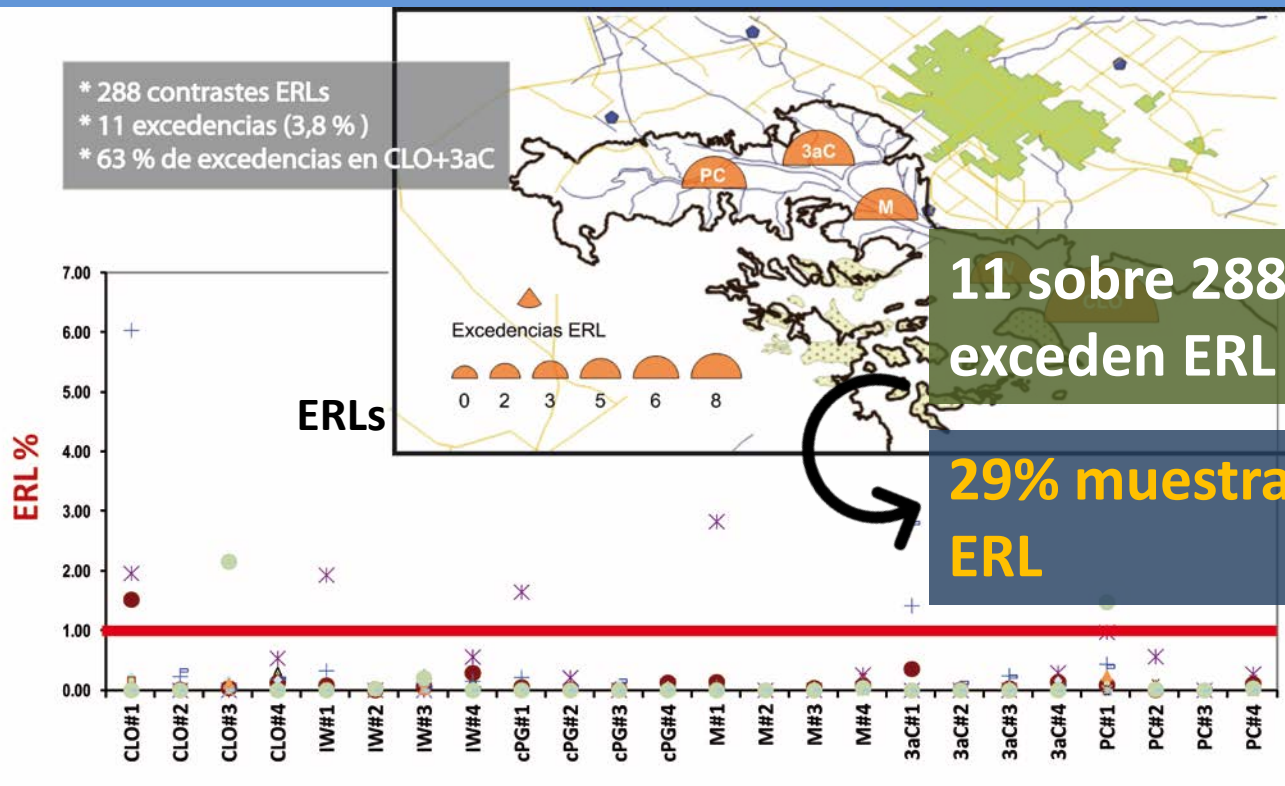 * 288 contrastes ERLs
* 11 excedencias (3,8 % )
* 63 % de excedencias en CLO+3aC
3aC
PC
M
Excedencias ERL
0 2 3 5 6 8
11 sobre 288
exceden ERL
29% muestra
ERL
ERLs
ERL %
7.00
6.00
5.00
4.00
3.00
2.00
1.00
0.00
CLO#1
CLO#2
CLO#3
CLO#4
IW#1
IW#2
IW#3
IW#4
cPG#1
cPG#2
cPG#3
cPG#4
M#1
M#2
M#3
M#4
3aC#1
3aC#2
3aC#3
3aC#4
PC#1
PC#2
PC#3
PC#4